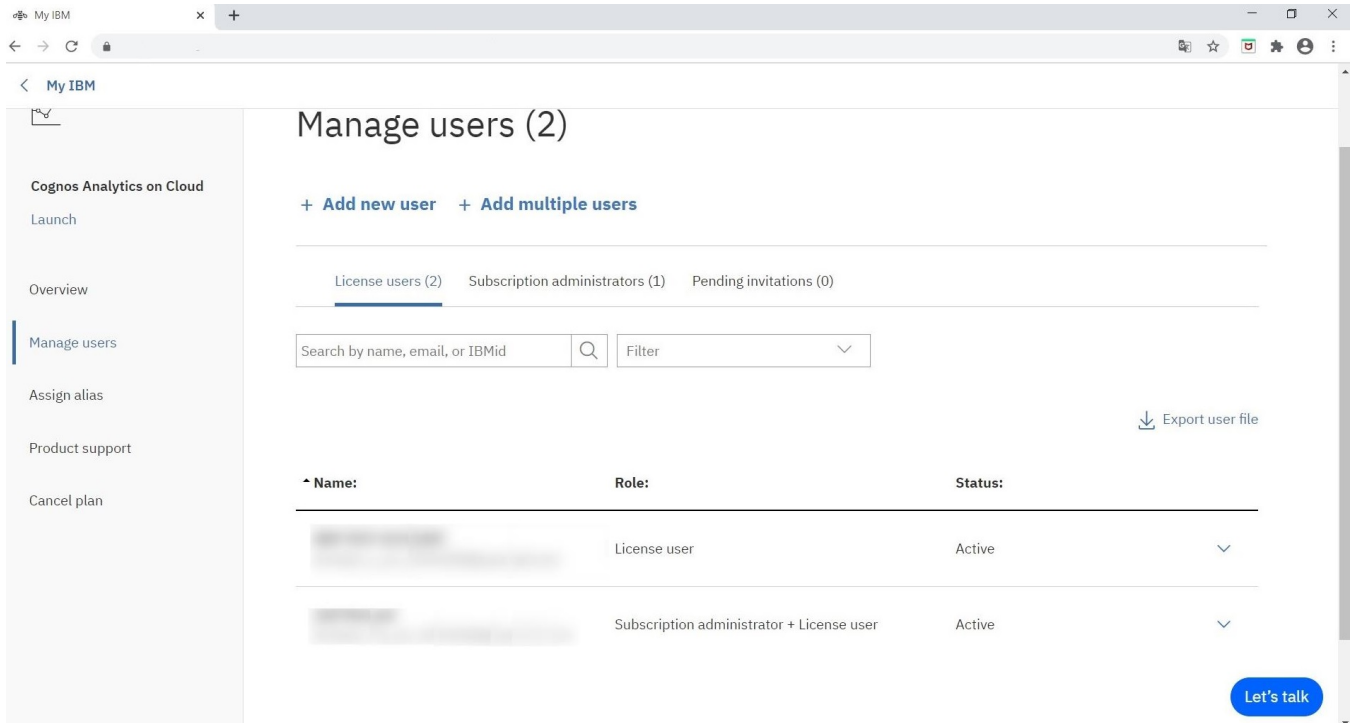 My IBM
My IBM
Manage users (2)
Cognos Analytics on Cloud
Launch
Overview
Manage users
Assign alias
Product support
Cancel plan
+ Add new user + Add multiple users
License users (2) Subscription administrators (1) Pending invitations (0)
Search by name, email, or IBMid Filter
Export user file
Name: Role: Status:
License user Active
Subscription administrator + License user Active
Let's talk